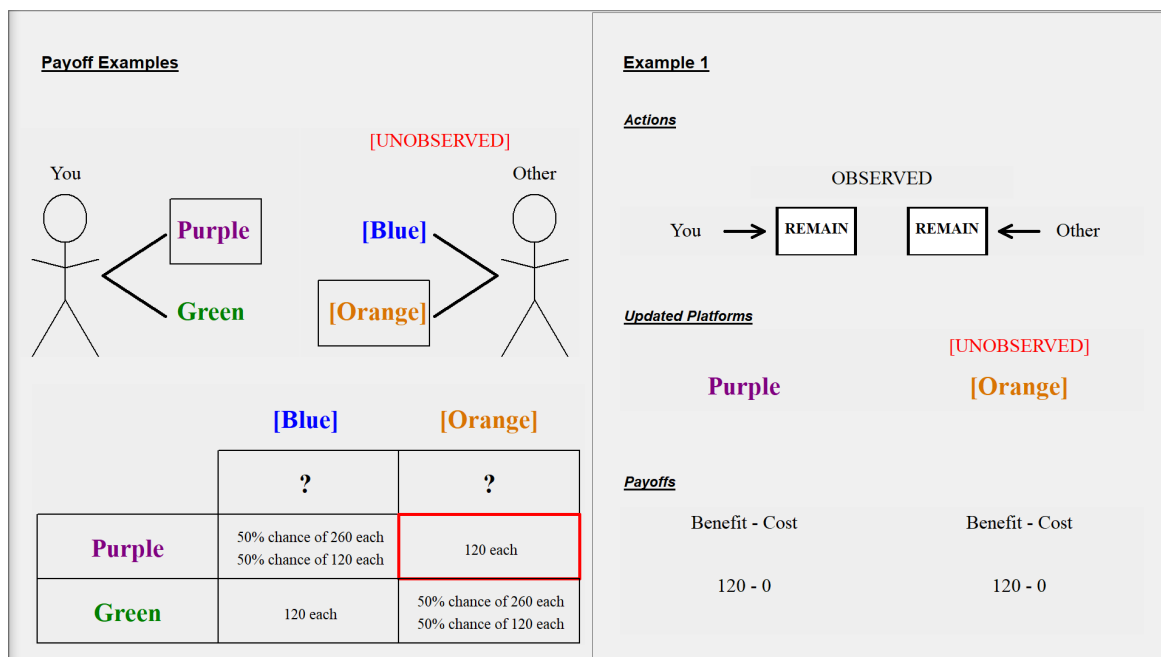 Payoff Examples
[UNOBSERVED]
You
Other
Purple
[Blue]
Green
[Orange]
[Blue]
[Orange]
?
?
Purple
50% chance of 260 each
50% chance of 120 each
120 each
Green
120 each
50% chance of 260 each
50% chance of 120 each
Example 1
Actions
OBSERVED
You
REMAIN
REMAIN
Other
Updated Platforms
[UNOBSERVED]
Purple
[Orange]
Payoffs
Benefit - Cost
Benefit - Cost
120 - 0
120 - 0